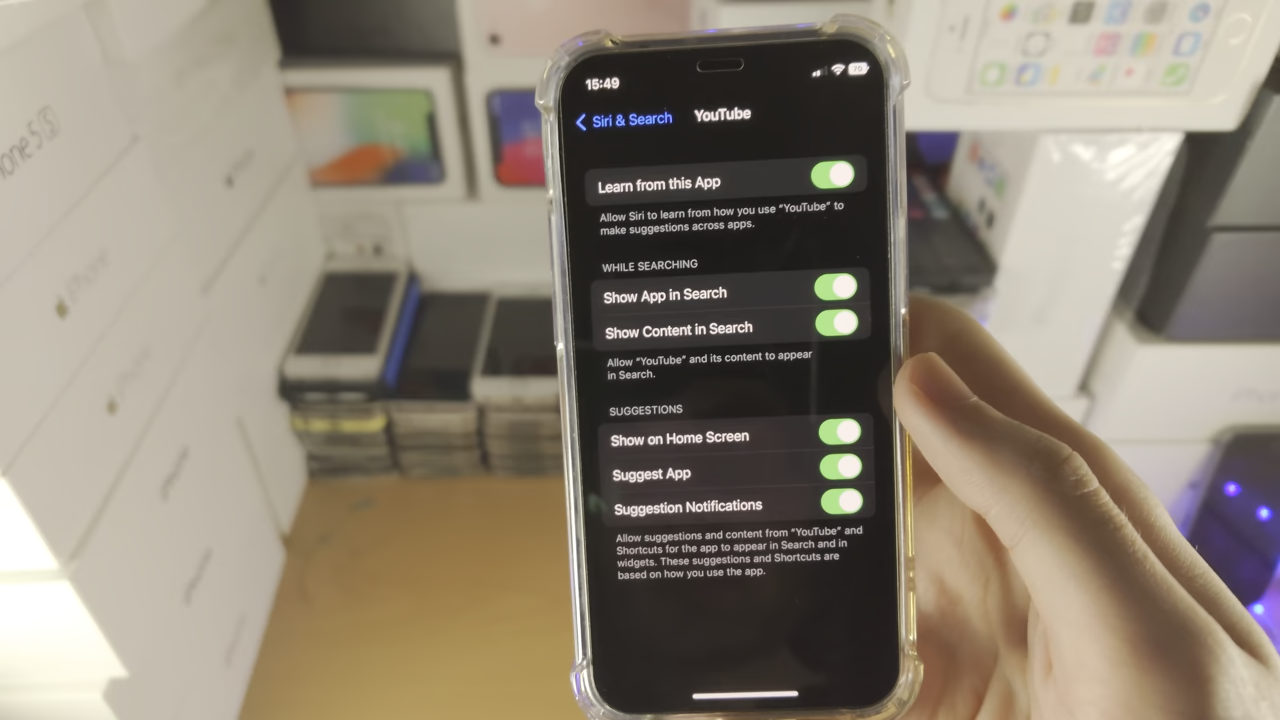 15:49
70
Siri & Search
YouTube
Learn from this App
Allow Siri to learn from how you use “YouTube” to
make suggestions across apps.
WHILE SEARCHING
Show App in Search
Show Content in Search
Allow “YouTube” and its content to appear
in Search.
SUGGESTIONS
Show on Home Screen
Suggest App
Suggestion Notifications
Allow suggestions and content from “YouTube” and
Shortcuts for the app to appear in Search and in
widgets. These suggestions and Shortcuts are
based on how you use the app.
iPhone